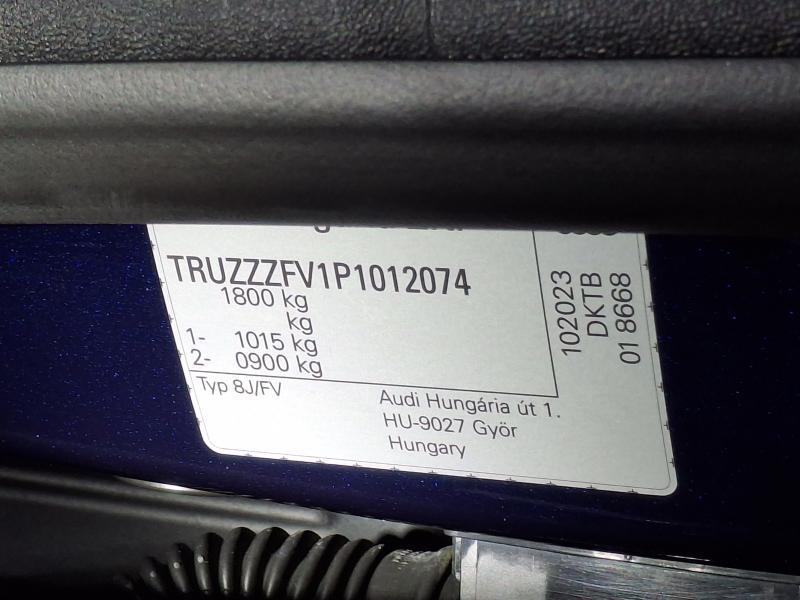 TRUZZZFV1P1012074
1800 kg
kg
1- 1015 kg
2- 0900 kg
Typ 8J/FV
Audi Hungária út 1.
HU-9027 Györ
Hungary
102023
DKTB
01 8668